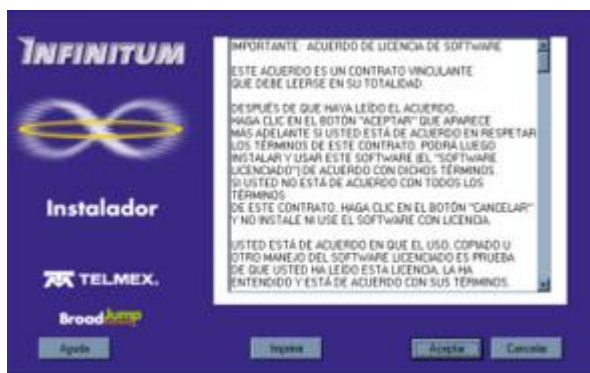 INFINITUM
Instalador
TELMEX.
BroadJump
IMPORTANTE: ACUERDO DE LICENCIA DE SOFTWARE
ESTE ACUERDO ES UN CONTRATO VINCULANTE
QUE DEBE LEERSE EN SU TOTALIDAD.
DESPUÉS DE QUE HAYA LEÍDO EL ACUERDO,
HAGA CLIC EN EL BOTÓN "ACEPTAR" QUE APARECE
MÁS ADELANTE SI USTED ESTÁ DE ACUERDO EN RESPETAR
LOS TÉRMINOS DE ESTE CONTRATO. PODRÁ LUEGO
INSTALAR Y USAR ESTE SOFTWARE (EL "SOFTWARE
LICENCIADO") DE ACUERDO CON DICHOS TÉRMINOS.
SI USTED NO ESTÁ DE ACUERDO CON TODOS LOS
TÉRMINOS
DE ESTE CONTRATO, HAGA CLIC EN EL BOTÓN "CANCELAR"
Y NO INSTALE NI USE EL SOFTWARE CON LICENCIA.
USTED ESTÁ DE ACUERDO EN QUE EL USO, COPIADO U
OTRO MANEJO DEL SOFTWARE LICENCIADO ES PRUEBA
DE QUE USTED HA LEÍDO ESTA LICENCIA, LA HA
ENTENDIDO Y ESTÁ DE ACUERDO CON SUS TÉRMINOS.
Ayuda
Imprimir
Aceptar
Cancelar